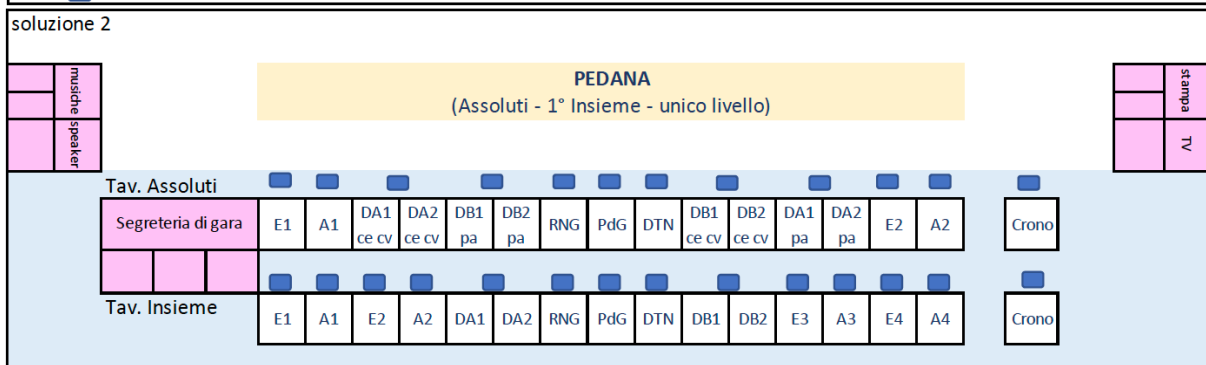 soluzione 2
musiche
speaker
PEDANA
(Assoluti - 1° Insieme - unico livello)
stampa
TV
Tav. Assoluti
Segreteria di gara
E1 A1 DA1 ce cv DA2 ce cv DB1 pa DB2 pa RNG PdG DTN DB1 ce cv DB2 ce cv DA1 pa DA2 pa E2 A2 Crono
Tav. Insieme
E1 A1 E2 A2 DA1 DA2 RNG PdG DTN DB1 DB2 E3 A3 E4 A4 Crono